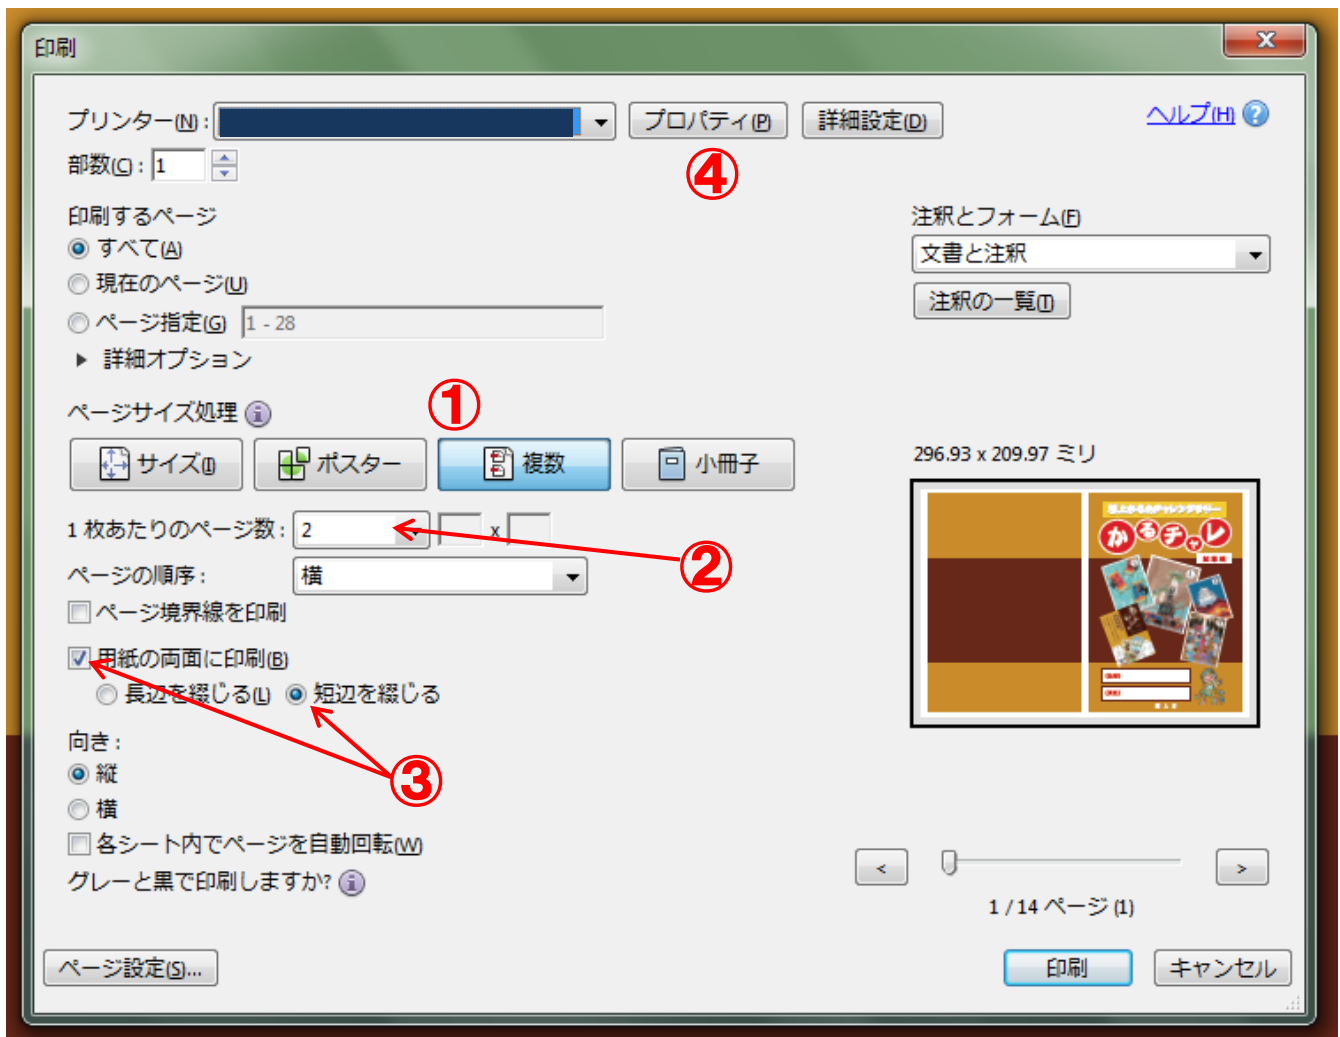 印刷
x
プリンター(N): プロパティ(P) 詳細設定(D) ヘルプ(H) ?
④
部数(C): 1
印刷するページ
すべて(A)
現在のページ(U)
ページ指定(G) 1 - 28
詳細オプション
注釈とフォーム(F)
文書と注釈
注釈の一覧(T)
①
ページサイズ処理 i
サイズ(I) ポスター 複数 小冊子
1 枚あたりのページ数: 2 x
②
ページの順序: 横
ページ境界線を印刷
用紙の両面に印刷(B)
長辺を綴じる(L) 短辺を綴じる
③
向き:
縦
横
各シート内でページを自動回転(W)
グレーと黒で印刷しますか? i
296.93 x 209.97 ミリ
かるチャレ
< >
1 / 14 ページ (1)
ページ設定(S)... 印刷 キャンセル